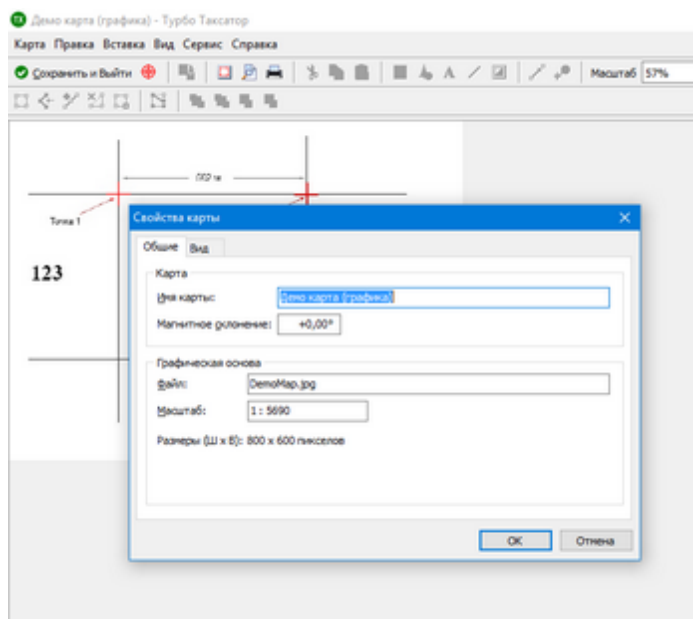 Демо карта (графика) - Турбо Таксатор
Карта Правка Вставка Вид Сервис Справка
Сохранить и Выйти
Масштаб 57%
Точка 1
123
Свойства карты
Общие Вид
Карта
Имя карты: Демо карта (графика)
Магнитное склонение: +0,00°
Графическая основа
Файл: DemoMap.jpg
Масштаб: 1 : 5690
Размеры (Ш x В): 800 x 600 пикселов
ОК Отмена